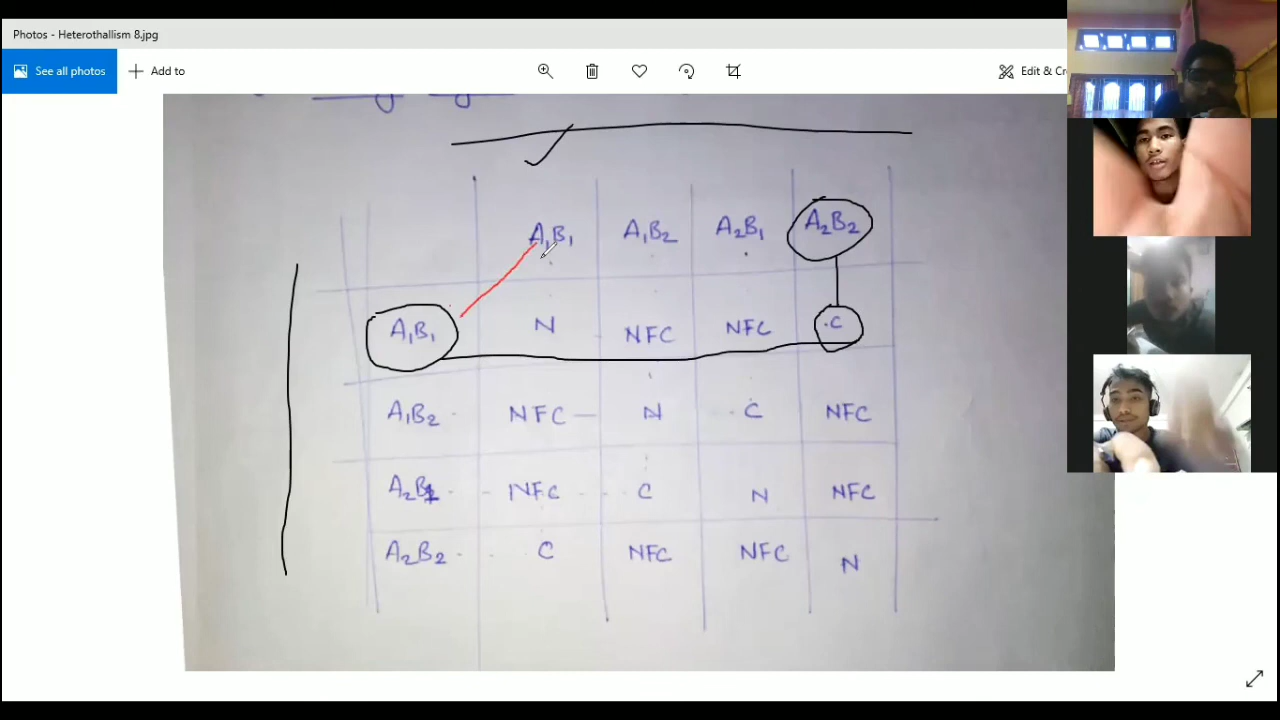 Photos - Heterothallism 8.jpg
See all photos Add to Edit & Cr
A₁B₁ A₁B₂ A₂B₁ A₂B₂
A₁B₁ N NFC NFC C
A₁B₂ NFC N C NFC
A₂B₁ NFC C N NFC
A₂B₂ C NFC NFC N